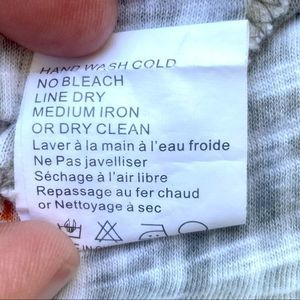 HAND WASH COLD
NO BLEACH
LINE DRY
MEDIUM IRON
OR DRY CLEAN
Laver à la main à l'eau froide
Ne Pas javelliser
Séchage à l'air libre
Repassage au fer chaud
or Nettoyage à sec